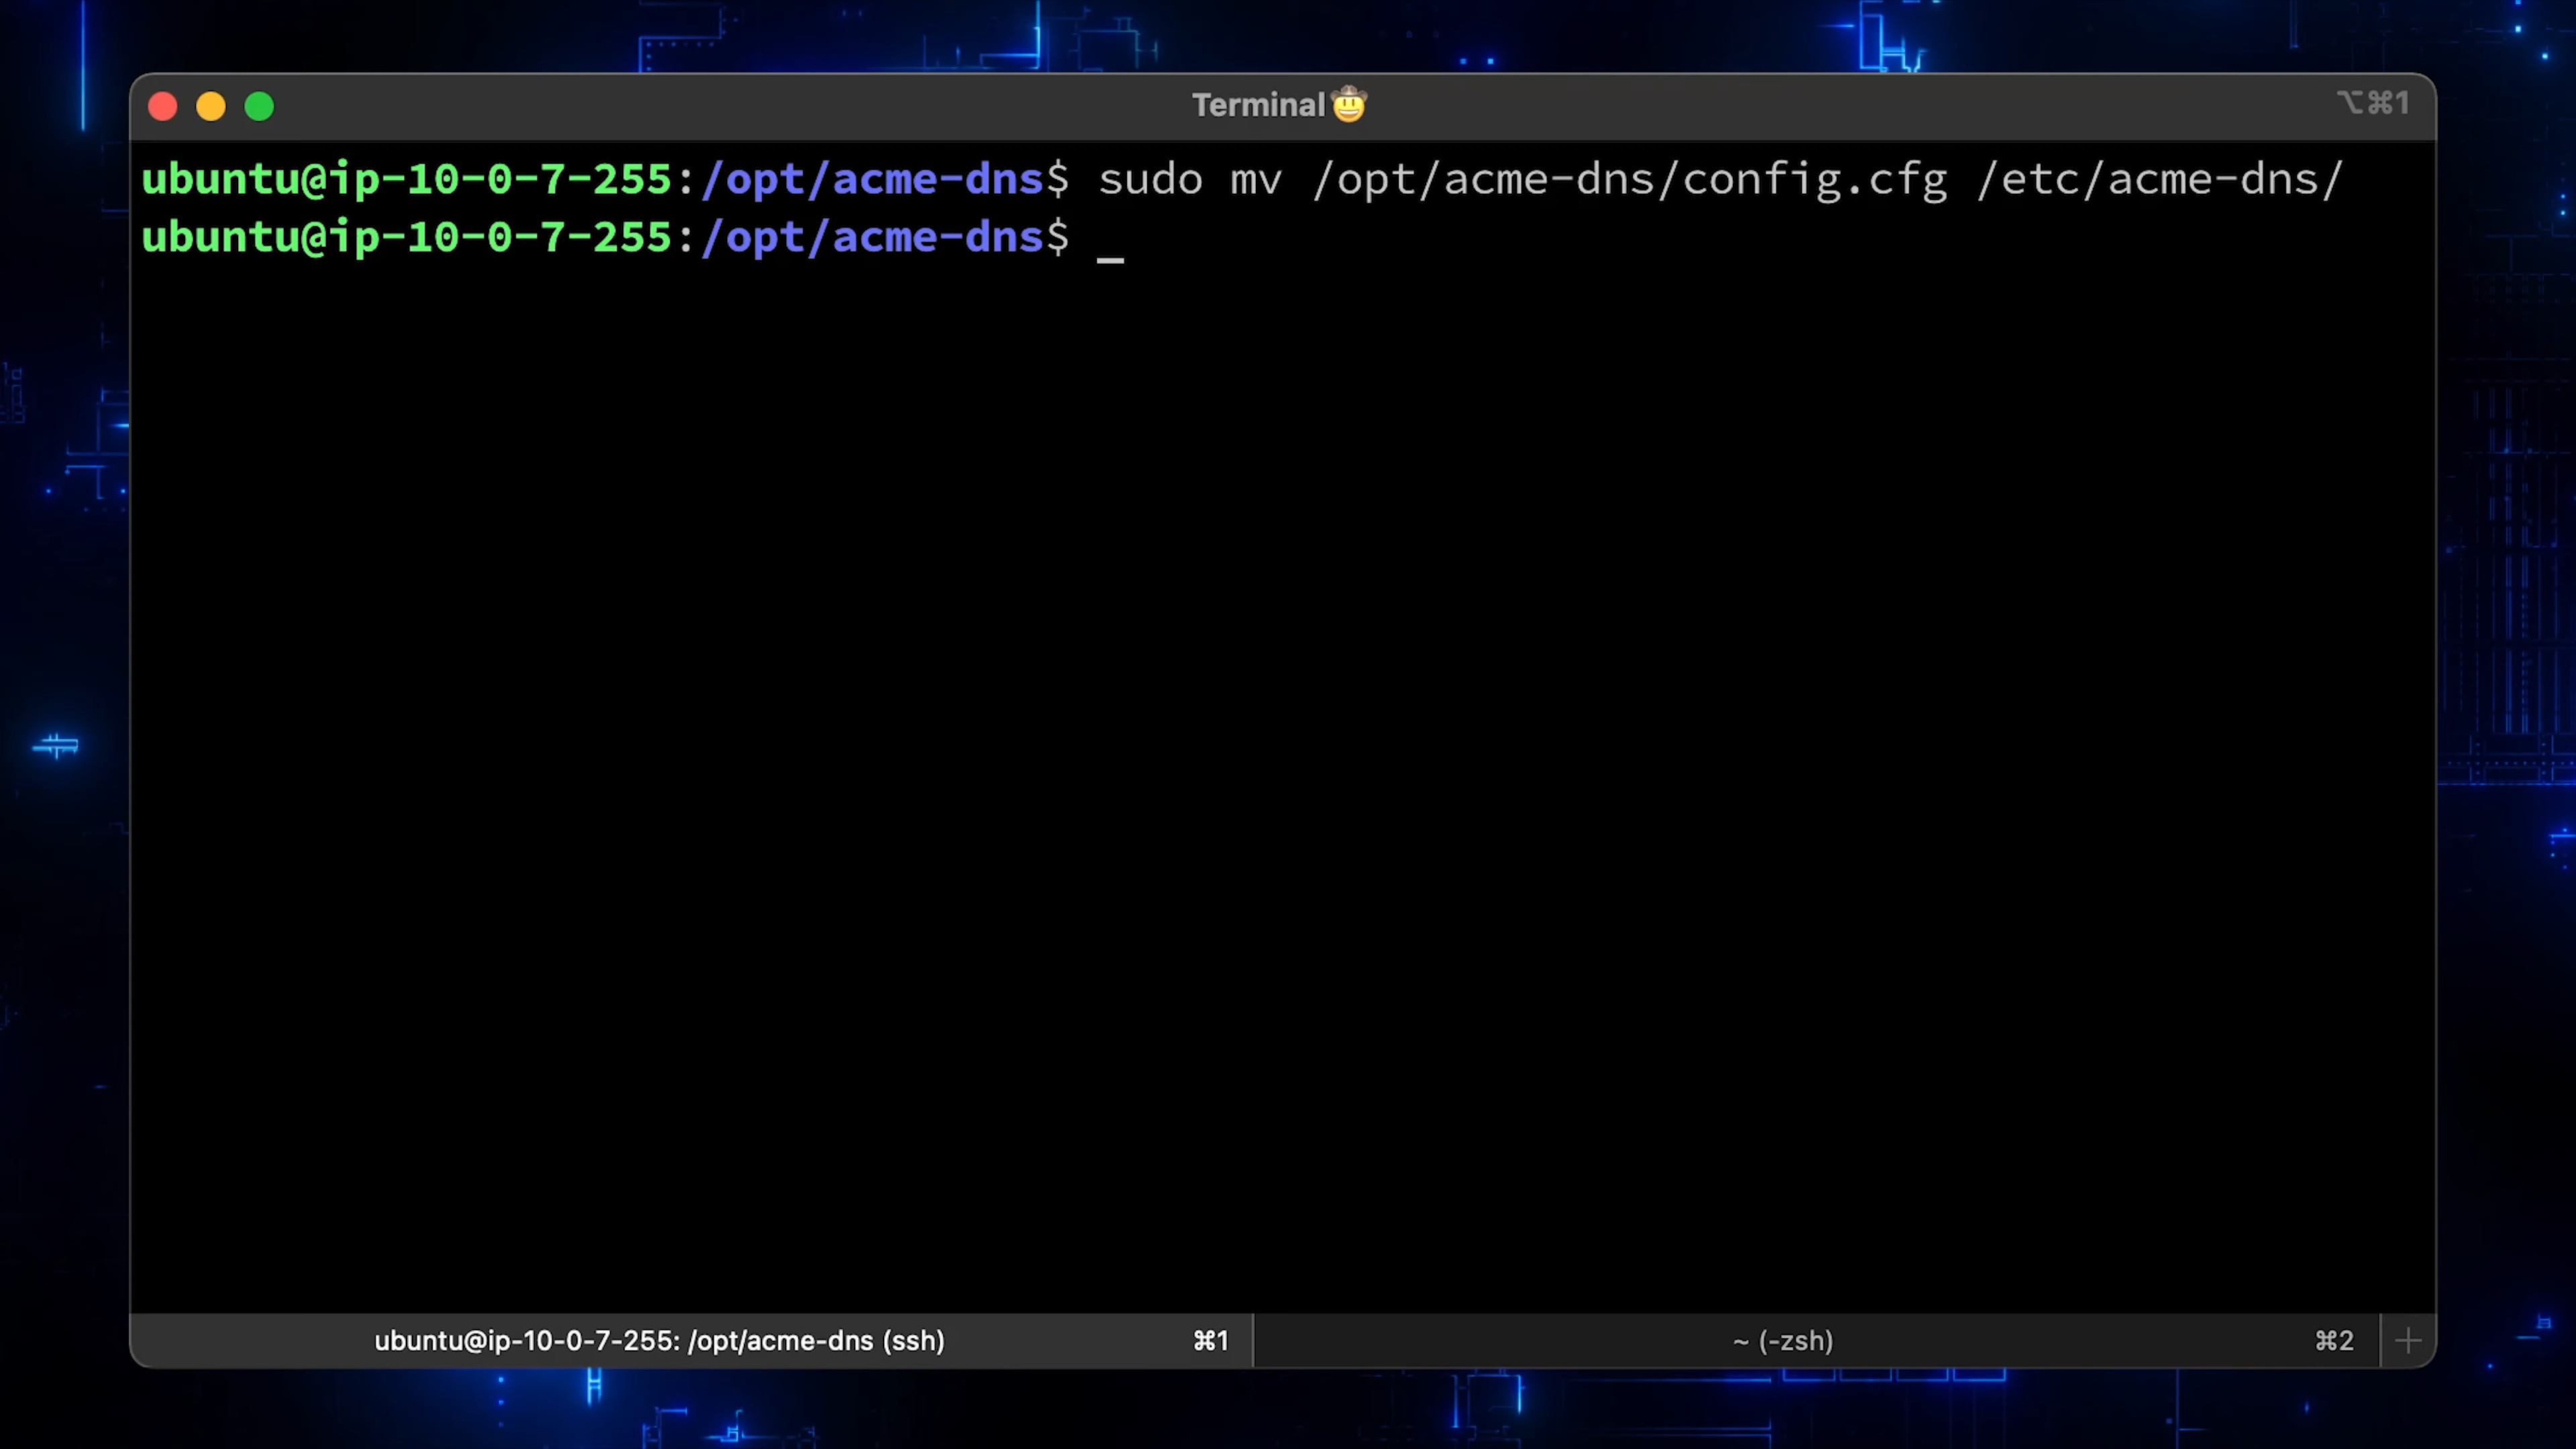 Terminal🤠
⌥⌘1
ubuntu@ip-10-0-7-255:/opt/acme-dns$ sudo mv /opt/acme-dns/config.cfg /etc/acme-dns/
ubuntu@ip-10-0-7-255:/opt/acme-dns$ _
ubuntu@ip-10-0-7-255: /opt/acme-dns (ssh) ⌘1
~ (-zsh) ⌘2 +